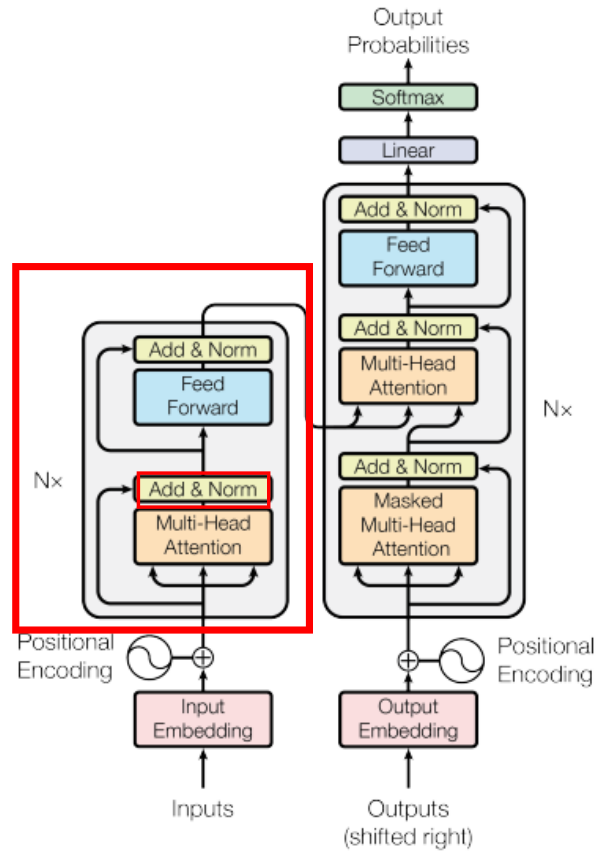 Output
Probabilities
Softmax
Linear
Add & Norm
Feed
Forward
Add & Norm
Multi-Head
Attention
Nx
Add & Norm
Masked
Multi-Head
Attention
Add & Norm
Feed
Forward
Nx
Add & Norm
Multi-Head
Attention
Positional
Encoding
Positional
Encoding
Input
Embedding
Output
Embedding
Inputs
Outputs
(shifted right)